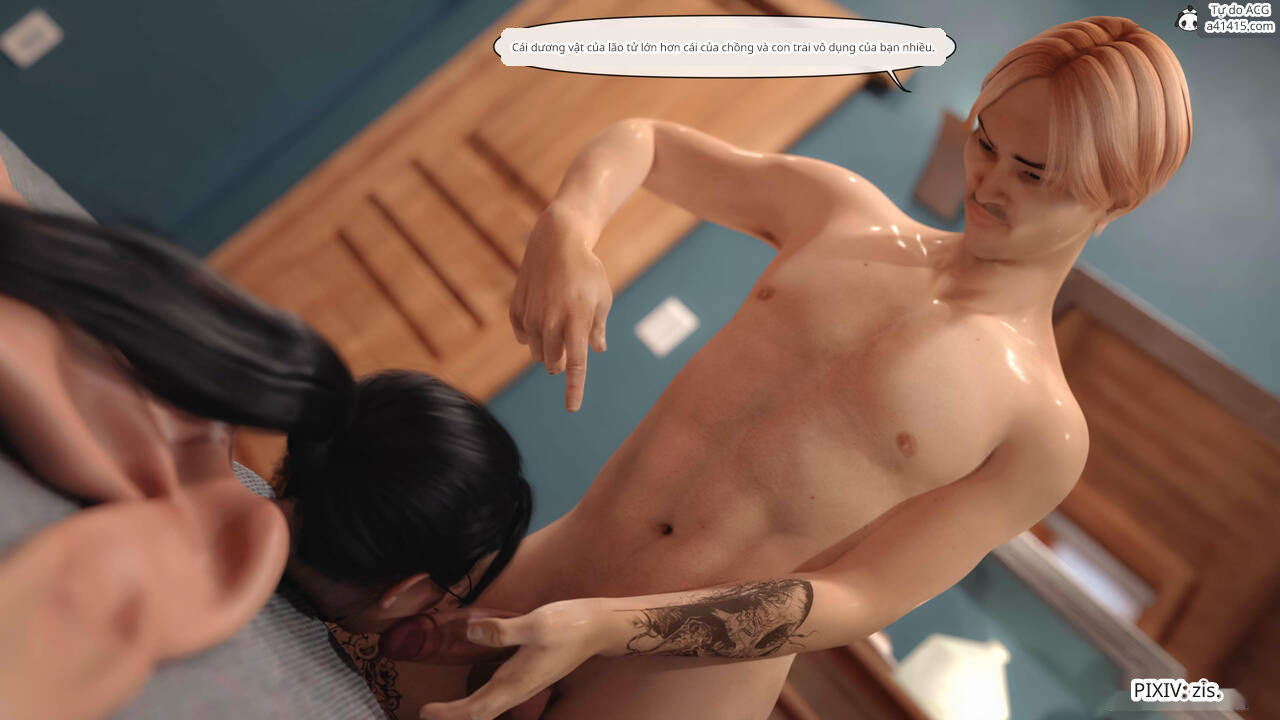 Tự do ACG
a41415.com
Cái dương vật của lão tử lớn hơn cái của chồng và con trai vô dụng của bạn nhiều.
PIXIV: zis.